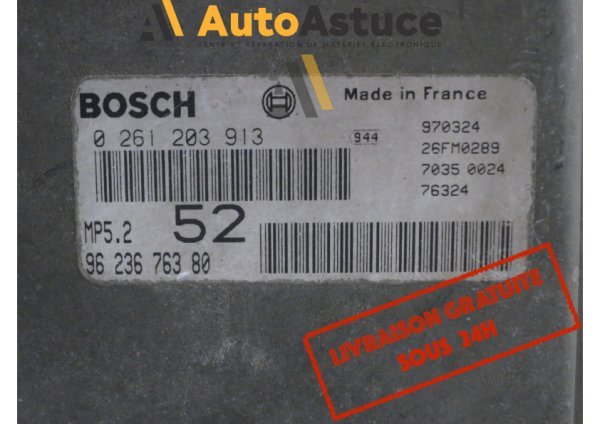 AutoAstuce
VENTE ET RÉPARATION DE MATÉRIEL ÉLECTRONIQUE
BOSCH
Made in France
0 261 203 913
944
970324
26FM0289
7035 0024
76324
MP5.2
52
96 236 763 80
LIVRAISON GRATUITE
SOUS 24H